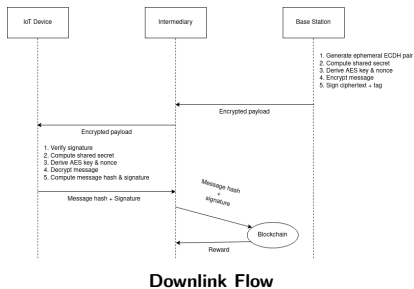 IoT Device
Intermediary
Base Station
1. Generate ephemeral ECDH pair
2. Compute shared secret
3. Derive AES key & nonce
4. Encrypt message
5. Sign ciphertext + tag
Encrypted payload
Encrypted payload
1. Verify signature
2. Compute shared secret
3. Derive AES key & nonce
4. Decrypt message
5. Compute message hash & signature
Message hash + Signature
Message hash
+
signature
Blockchain
Reward
Downlink Flow